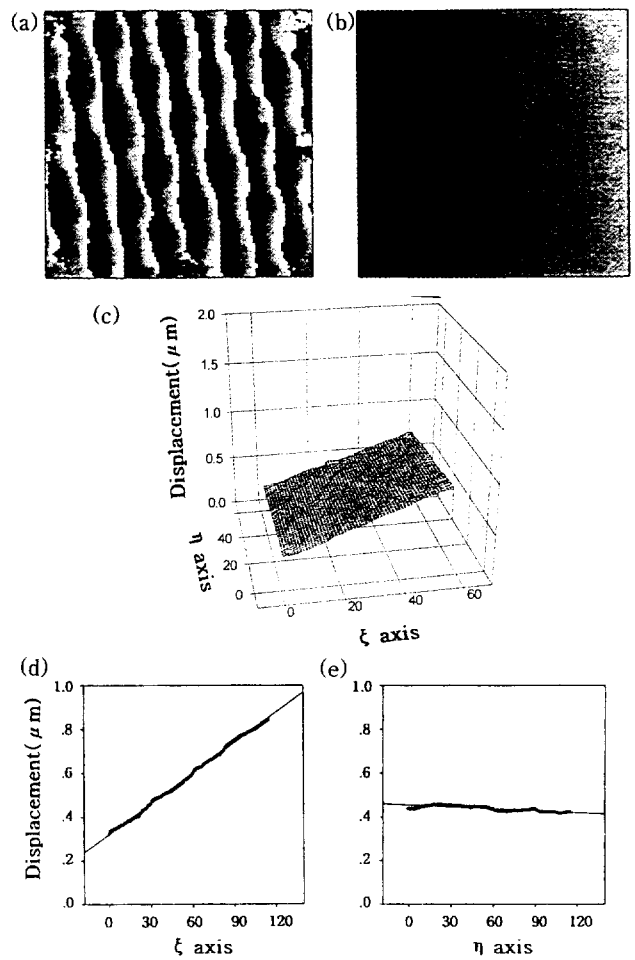 (a) (b)
(c)
Displacement(μm)
2.0
1.5
1.0
0.5
0.0
η axis
40
20
0
0 20 40 60
ξ axis
(d) (e)
Displacement(μm)
1.0 1.0
.8 .8
.6 .6
.4 .4
.2 .2
.0 .0
0 30 60 90 120 0 30 60 90 120
ξ axis η axis